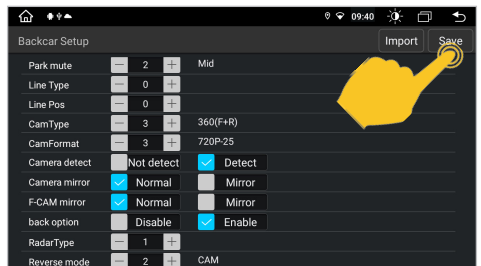 09:40
Backcar Setup Import Save
Park mute — 2 + Mid
Line Type — 0 +
Line Pos — 0 +
CamType — 3 + 360(F+R)
CamFormat — 3 + 720P-25
Camera detect Not detect Detect
Camera mirror Normal Mirror
F-CAM mirror Normal Mirror
back option Disable Enable
RadarType — 1 +
Reverse mode — 2 + CAM